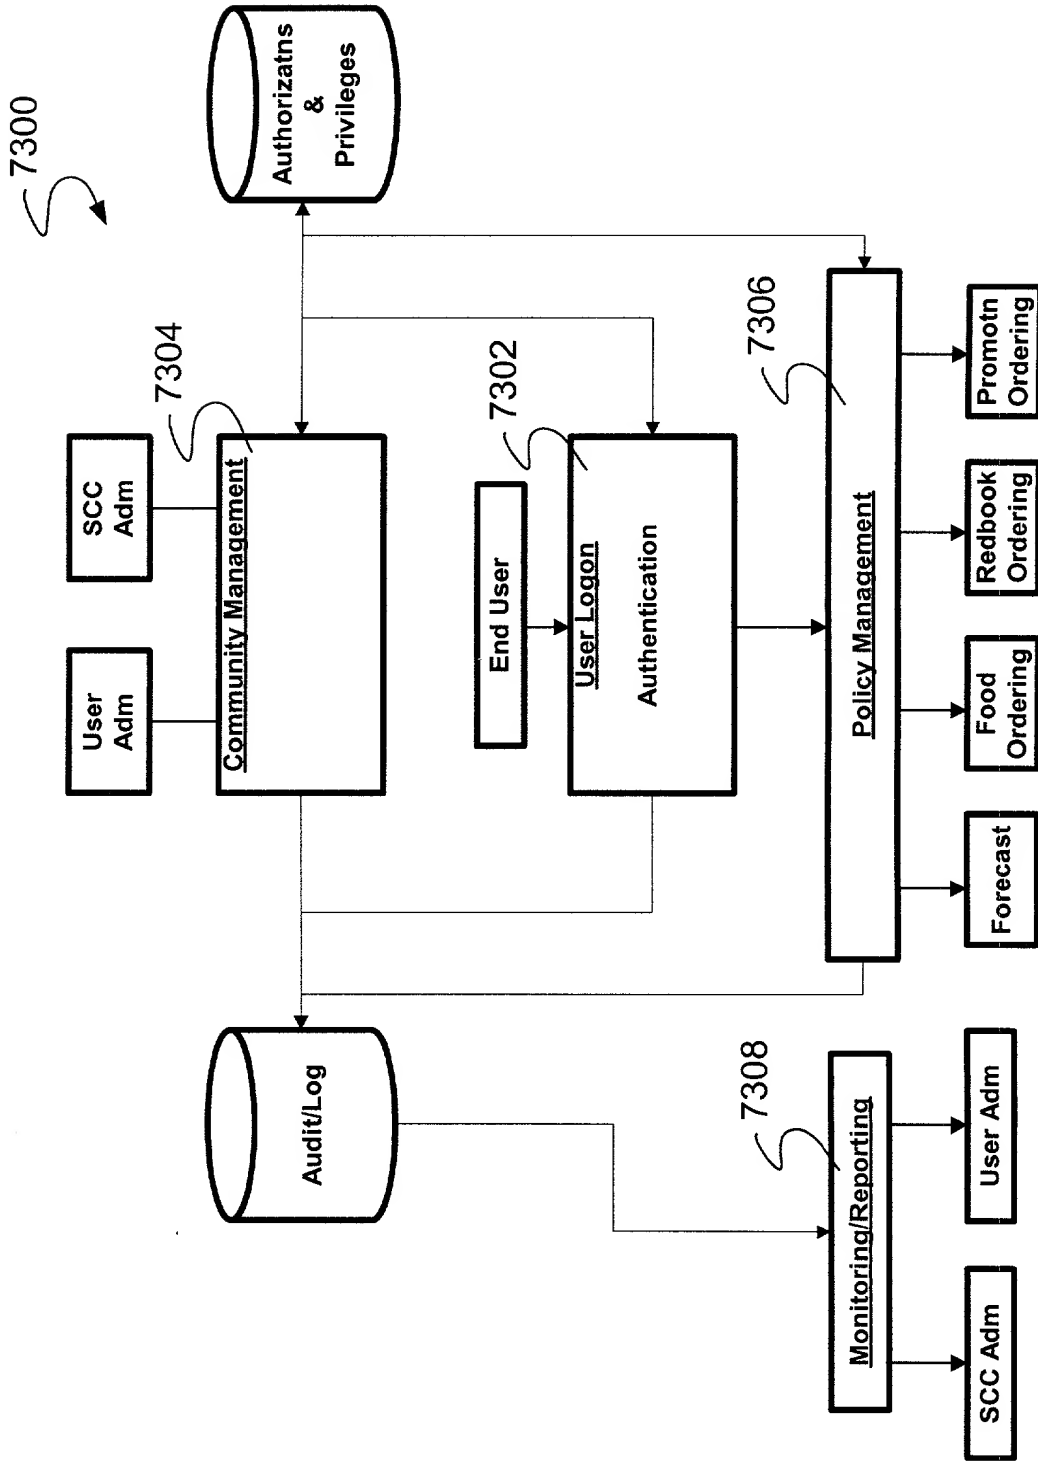 7300
User
Adm
SCC
Adm
7304
Community Management
Audit/Log
Authorizatns
&
Privileges
End User
7302
User Logon
Authentication
7308
7306
Monitoring/Reporting
Policy Management
SCC Adm
User Adm
Forecast
Food
Ordering
Redbook
Ordering
Promotn
Ordering